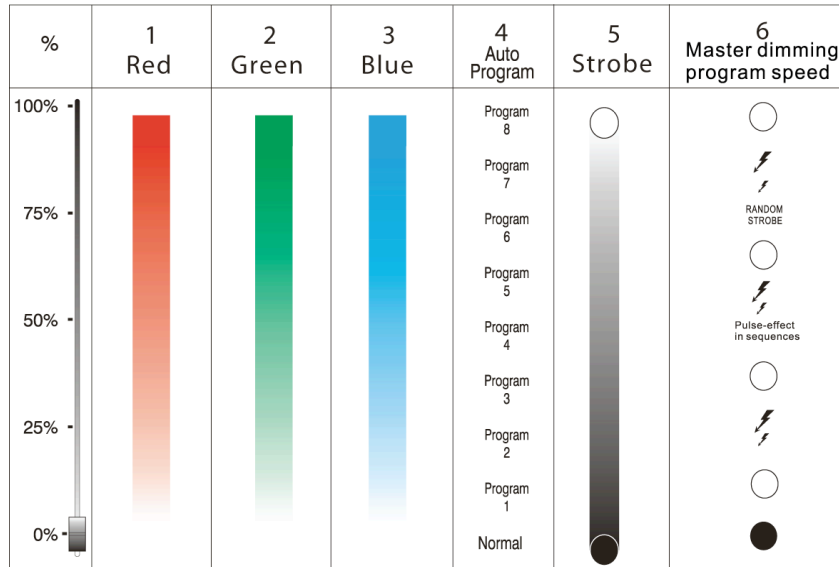 %
1
Red
2
Green
3
Blue
4
Auto
Program
5
Strobe
6
Master dimming
program speed
100%
75%
50%
25%
0%
Program
8
Program
7
Program
6
Program
5
Program
4
Program
3
Program
2
Program
1
Normal
RANDOM
STROBE
Pulse-effect
in sequences